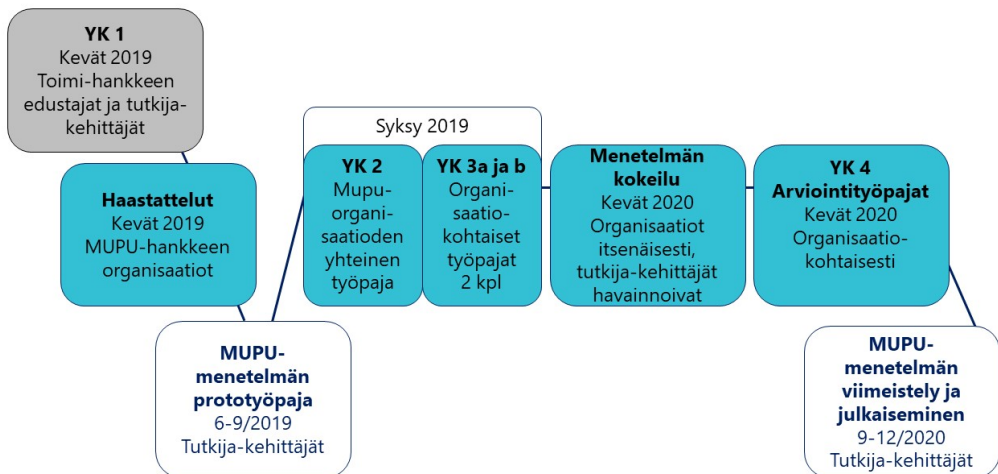 YK 1
Kevät 2019
Toimi-hankkeen
edustajat ja tutkija-
kehittäjät
Haastattelut
Kevät 2019
MUPU-hankkeen
organisaatiot
MUPU-
menetelmän
prototyöpaja
6-9/2019
Tutkija-kehittäjät
Syksy 2019
YK 2
Mupu-
organi-
saatioden
yhteinen
työpaja
YK 3a ja b
Organi-
saatio-
kohtaiset
työpajat
2 kpl
Menetelmän
kokeilu
Kevät 2020
Organisaatiot
itsenäisesti,
tutkija-kehittäjät
havainnoivat
YK 4
Arviointityöpajat
Kevät 2020
Organisaatio-
kohtaisesti
MUPU-
menetelmän
viimeistely ja
julkaiseminen
9-12/2020
Tutkija-kehittäjät